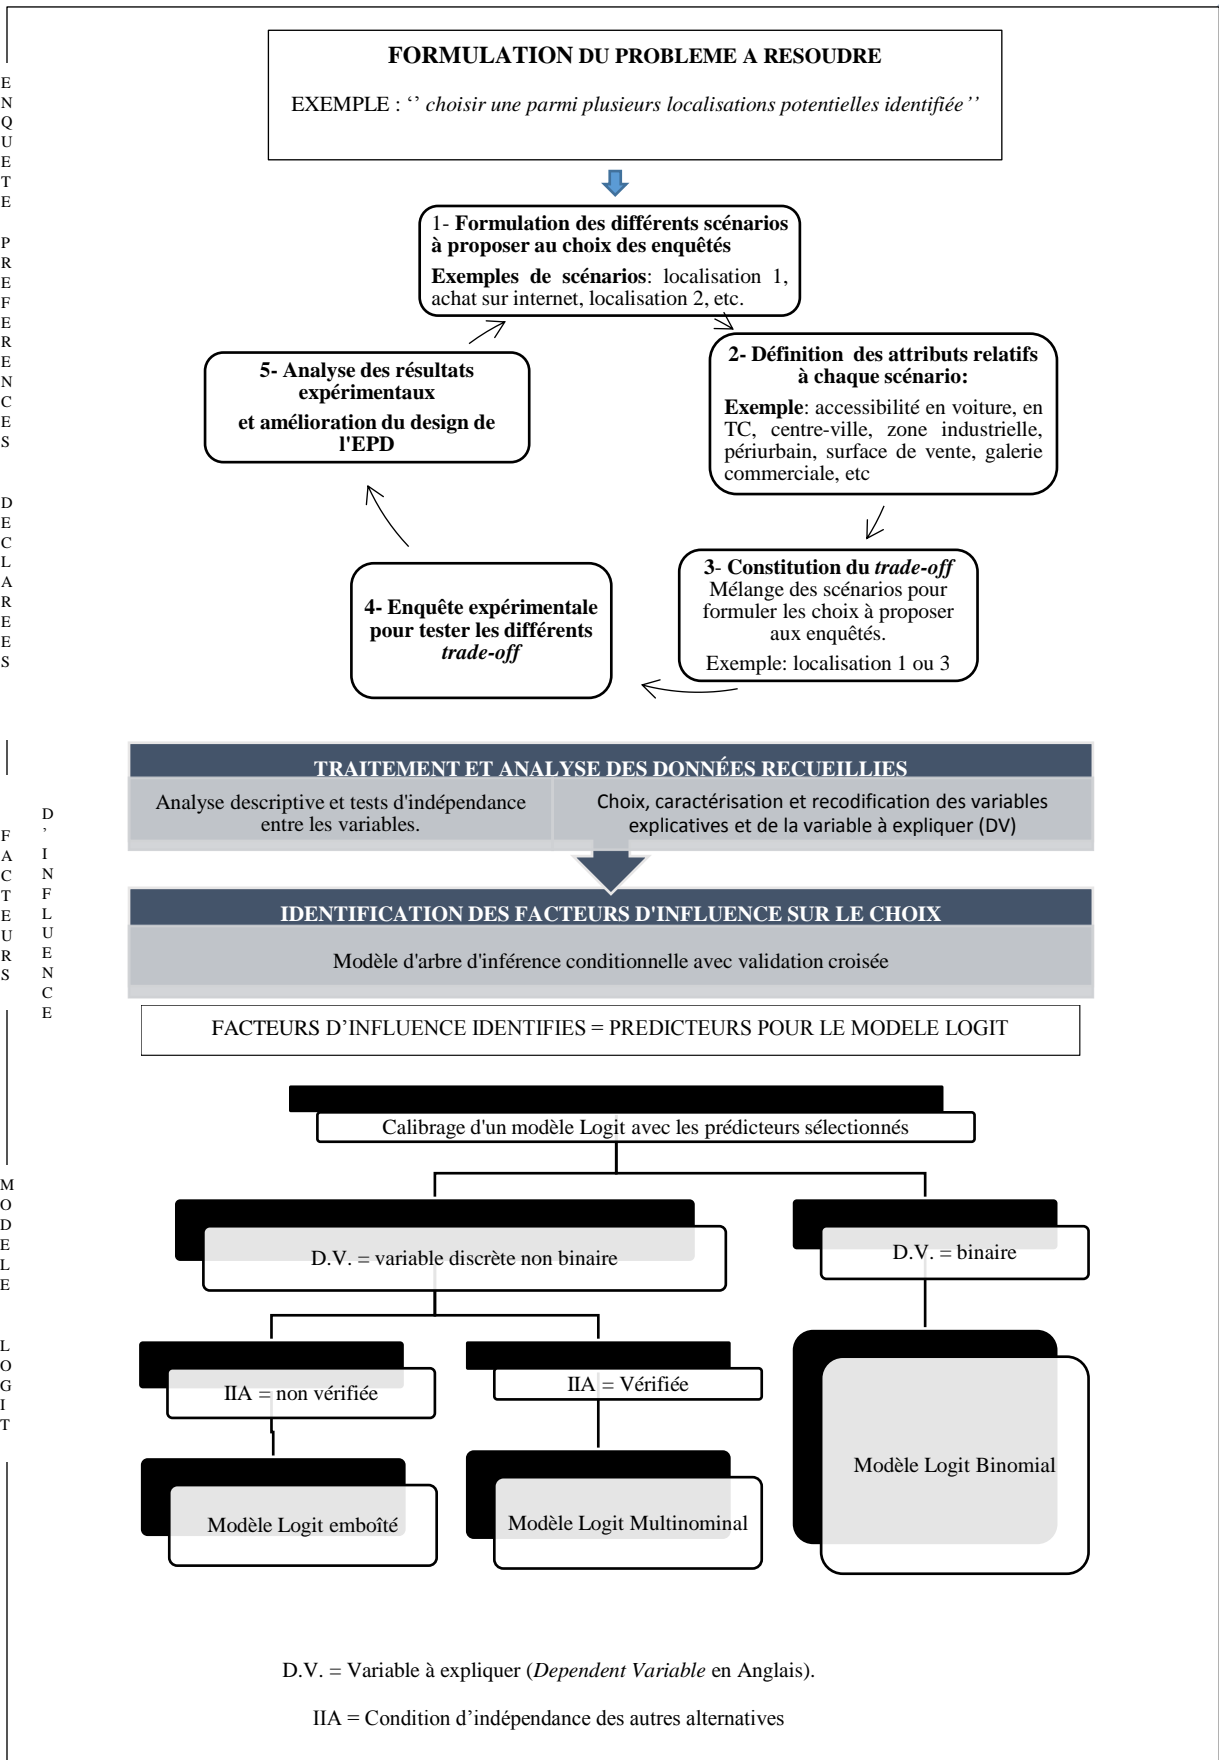 FORMULATION DU PROBLEME A RESOUDRE
EXEMPLE : ‘’ choisir une parmi plusieurs localisations potentielles identifiée’’
ENQUETE PREFERENCES DECLAREES
1- Formulation des différents scénarios
à proposer au choix des enquêtés
Exemples de scénarios: localisation 1,
achat sur internet, localisation 2, etc.
2- Définition des attributs relatifs
à chaque scénario:
Exemple: accessibilité en voiture, en
TC, centre-ville, zone industrielle,
périurbain, surface de vente, galerie
commerciale, etc
3- Constitution du trade-off
Mélange des scénarios pour
formuler les choix à proposer
aux enquêtés.
Exemple: localisation 1 ou 3
4- Enquête expérimentale
pour tester les différents
trade-off
5- Analyse des résultats
expérimentaux
et amélioration du design de
l'EPD
FACTEURS
D’INFLUENCE
TRAITEMENT ET ANALYSE DES DONNÉES RECUEILLIES
Analyse descriptive et tests d'indépendance
entre les variables.
Choix, caractérisation et recodification des variables
explicatives et de la variable à expliquer (DV)
IDENTIFICATION DES FACTEURS D'INFLUENCE SUR LE CHOIX
Modèle d'arbre d'inférence conditionnelle avec validation croisée
FACTEURS D’INFLUENCE IDENTIFIES = PREDICTEURS POUR LE MODELE LOGIT
MODELE LOGIT
Calibrage d'un modèle Logit avec les prédicteurs sélectionnés
D.V. = variable discrète non binaire
D.V. = binaire
IIA = non vérifiée
IIA = Vérifiée
Modèle Logit emboîté
Modèle Logit Multinominal
Modèle Logit Binomial
D.V. = Variable à expliquer (Dependent Variable en Anglais).
IIA = Condition d’indépendance des autres alternatives